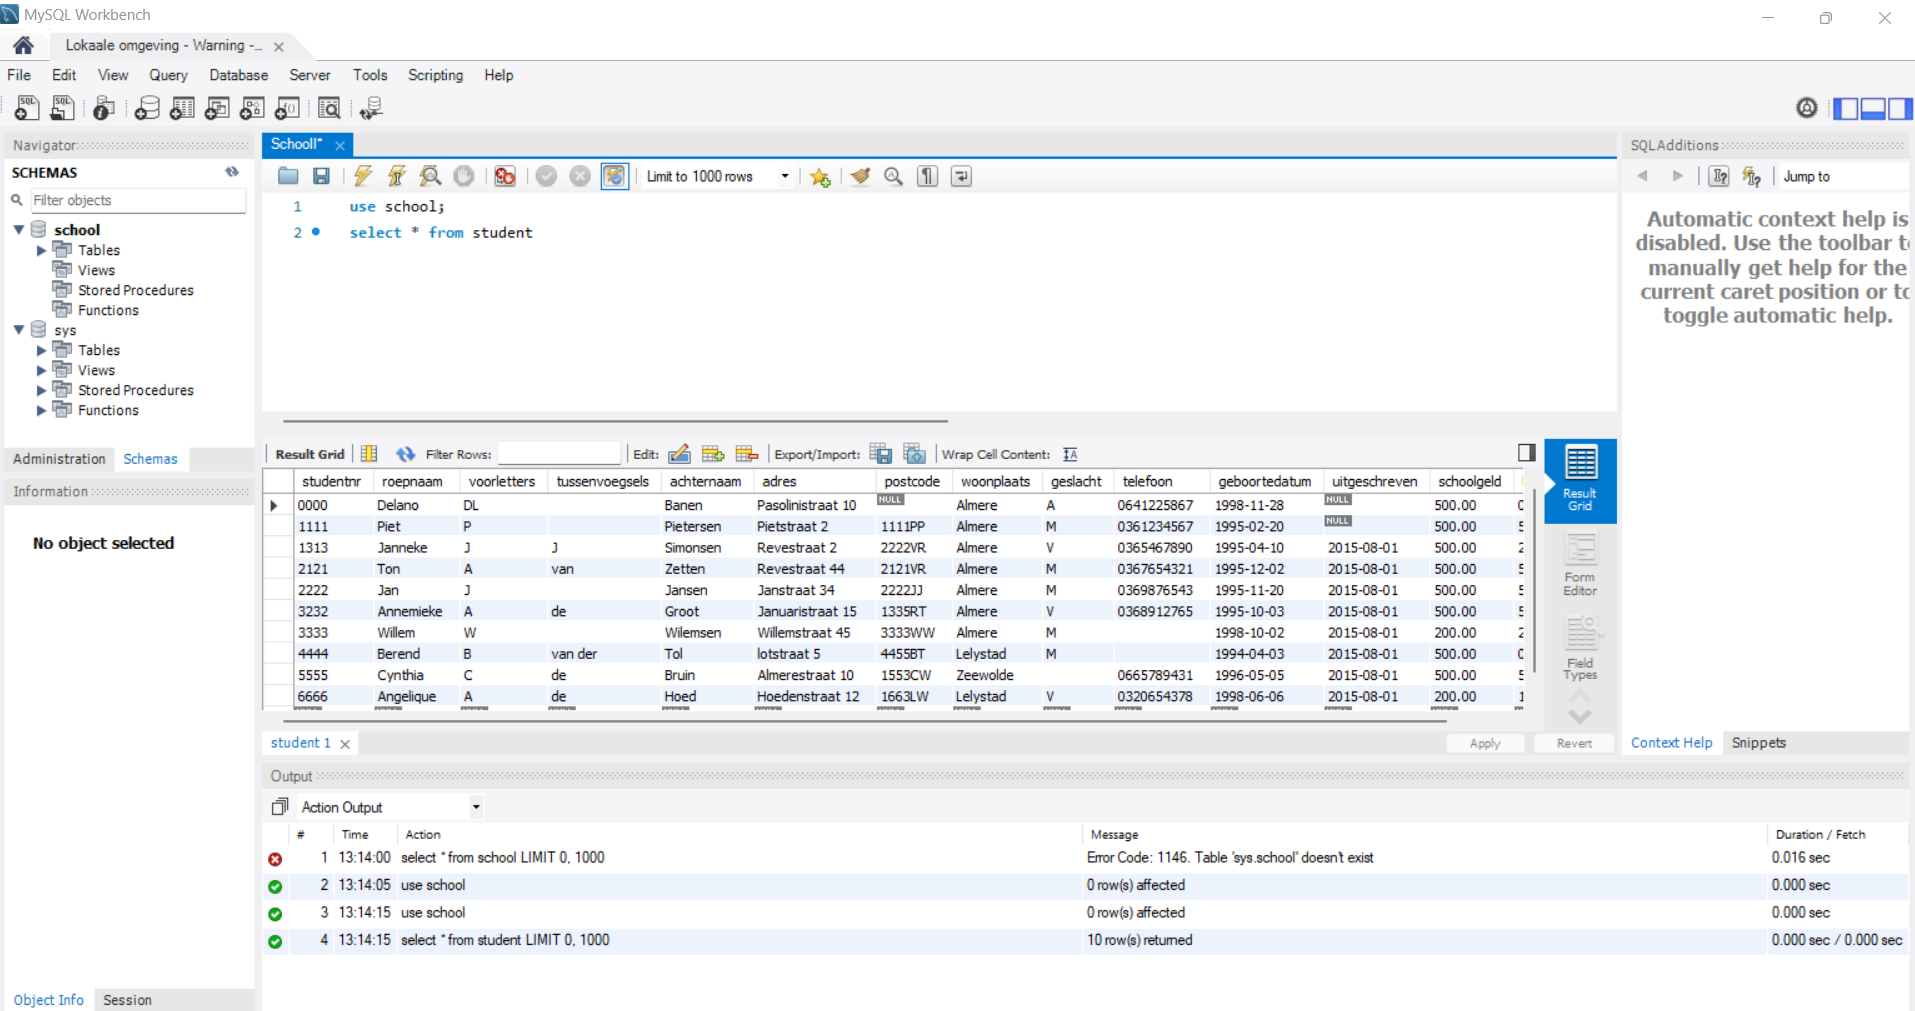 MySQL Workbench
Lokaale omgeving - Warning -...
File Edit View Query Database Server Tools Scripting Help
Navigator
SCHEMAS
Filter objects
school
Tables
Views
Stored Procedures
Functions
sys
Tables
Views
Stored Procedures
Functions
Administration Schemas
Information
No object selected
Object Info Session
Schooll*
Limit to 1000 rows
1 use school;
2 select * from student
Result Grid Filter Rows: Edit: Export/Import: Wrap Cell Content:
studentnr roepnaam voorletters tussenvoegsels achternaam adres postcode woonplaats geslacht telefoon geboortedatum uitgeschreven schoolgeld
0000 Delano DL Banen Pasolinistraat 10 NULL Almere A 0641225867 1998-11-28 NULL 500.00
1111 Piet P Pietersen Pietstraat 2 1111PP Almere M 0361234567 1995-02-20 NULL 500.00
1313 Janneke J J Simonsen Revestraat 2 2222VR Almere V 0365467890 1995-04-10 2015-08-01 500.00
2121 Ton A van Zetten Revestraat 44 2121VR Almere M 0367654321 1995-12-02 2015-08-01 500.00
2222 Jan J Jansen Janstraat 34 2222JJ Almere M 0369876543 1995-11-20 2015-08-01 500.00
3232 Annemieke A de Groot Januaristraat 15 1335RT Almere V 0368912765 1995-10-03 2015-08-01 500.00
3333 Willem W Wilemsen Willemstraat 45 3333WW Almere M 1998-10-02 2015-08-01 200.00
4444 Berend B van der Tol lotstraat 5 4455BT Lelystad M 1994-04-03 2015-08-01 500.00
5555 Cynthia C de Bruin Almerestraat 10 1553CW Zeewolde 0665789431 1996-05-05 2015-08-01 500.00
6666 Angelique A de Hoed Hoedenstraat 12 1663LW Lelystad V 0320654378 1998-06-06 2015-08-01 200.00
Result
Grid
Form
Editor
Field
Types
student 1
Apply Revert
Output
Action Output
# Time Action Message Duration / Fetch
1 13:14:00 select * from school LIMIT 0, 1000 Error Code: 1146. Table 'sys.school' doesn't exist 0.016 sec
2 13:14:05 use school 0 row(s) affected 0.000 sec
3 13:14:15 use school 0 row(s) affected 0.000 sec
4 13:14:15 select * from student LIMIT 0, 1000 10 row(s) returned 0.000 sec / 0.000 sec
SQLAdditions
Jump to
Automatic context help is
disabled. Use the toolbar to
manually get help for the
current caret position or to
toggle automatic help.
Context Help Snippets